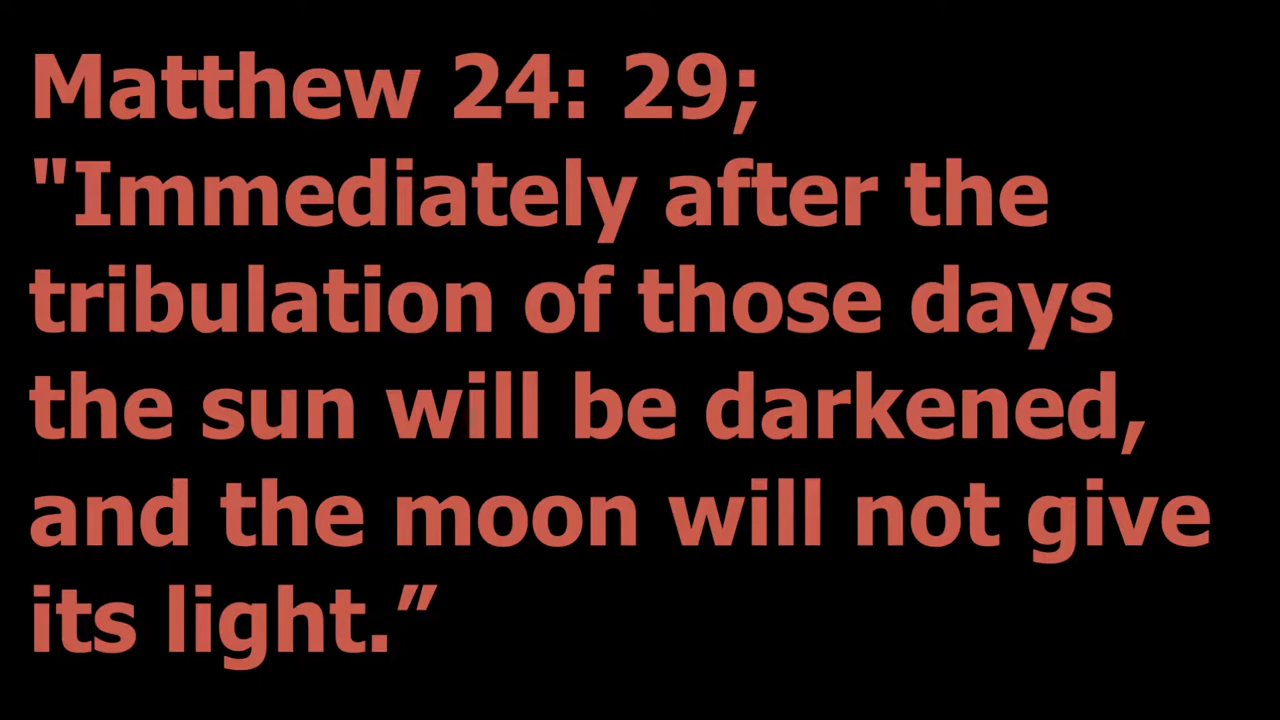 Matthew 24: 29;
"Immediately after the
tribulation of those days
the sun will be darkened,
and the moon will not give
its light.”